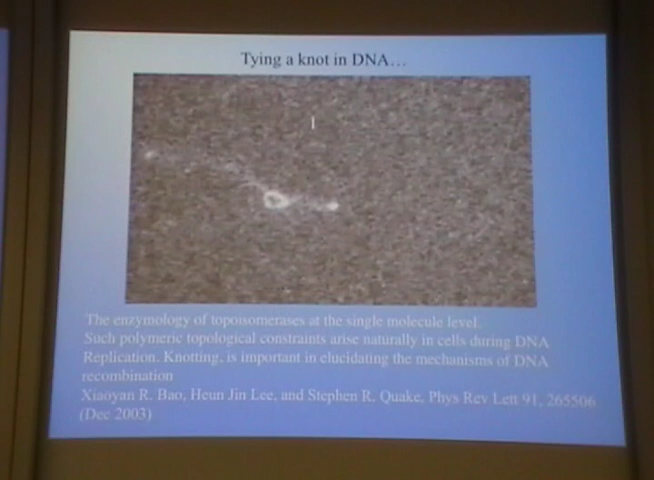 Tying a knot in DNA…
The enzymology of topoisomerases at the single molecule level.
Such polymeric topological constraints arise naturally in cells during DNA
Replication. Knotting, is important in elucidating the mechanisms of DNA
recombination
Xiaoyan R. Bao, Heun Jin Lee, and Stephen R. Quake, Phys Rev Lett 91, 265506
(Dec 2003)